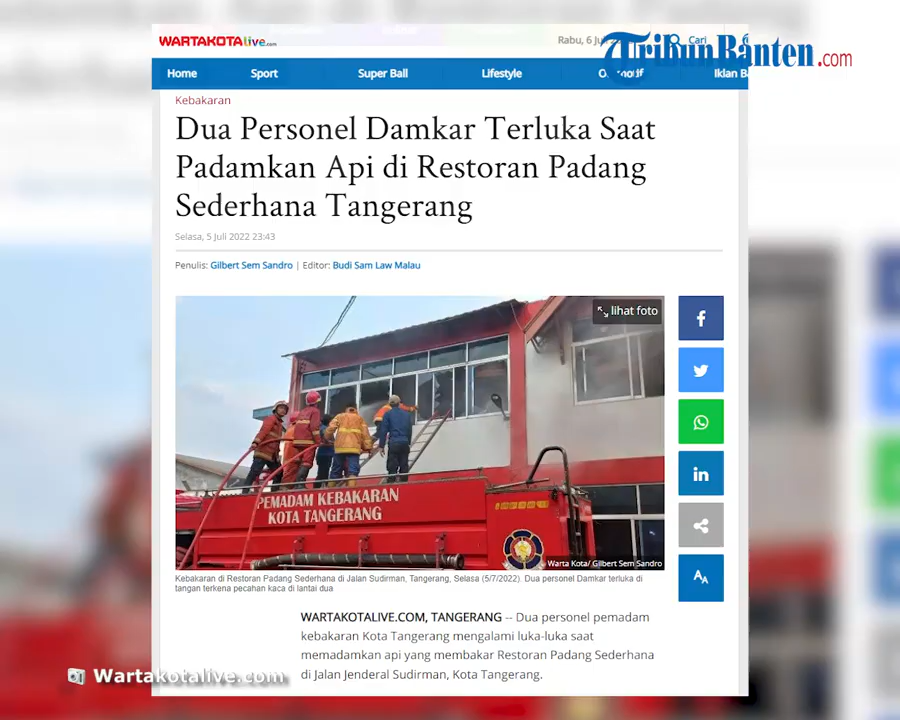 WARTAKOTAlive.com
Rabu, 6 Cari
TribunBanten.com
Home Sport Super Ball Lifestyle Iklan
Kebakaran
Dua Personel Damkar Terluka Saat
Padamkan Api di Restoran Padang
Sederhana Tangerang
Selasa, 5 Juli 2022 23:43
Penulis: Gilbert Sem Sandro | Editor: Budi Sam Law Malau
lihat foto
PEMADAM KEBAKARAN
KOTA TANGERANG
Warta Kota/ Gilbert Sem Sandro
Kebakaran di Restoran Padang Sederhana di Jalan Sudirman, Tangerang, Selasa (5/7/2022). Dua personel Damkar terluka di
tangan terkena pecahan kaca di lantai dua
WARTAKOTALIVE.COM, TANGERANG -- Dua personel pemadam
kebakaran Kota Tangerang mengalami luka-luka saat
memadamkan api yang membakar Restoran Padang Sederhana
di Jalan Jenderal Sudirman, Kota Tangerang.
Wartakotalive.com